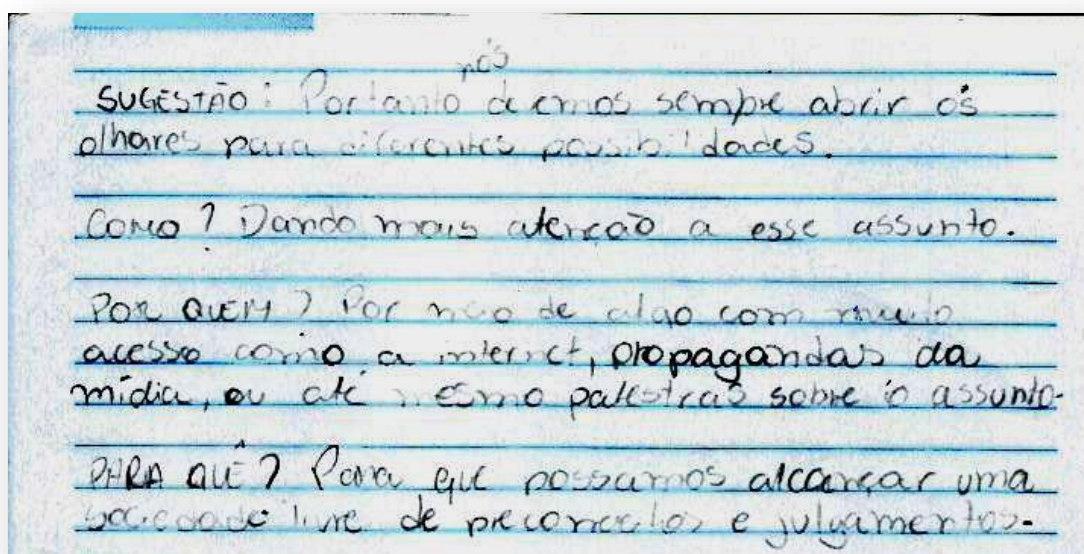 nós
SUGESTÃO: Portanto devemos sempre abrir os
olhares para diferentes possibilidades.
COMO? Dando mais atenção a esse assunto.
POR QUEM? Por meio de algo com muito
acesso como a internet, propagandas da
mídia, ou até mesmo palestras sobre o assunto.
PARA QUÊ? Para que possamos alcançar uma
sociedade livre de preconceitos e julgamentos.